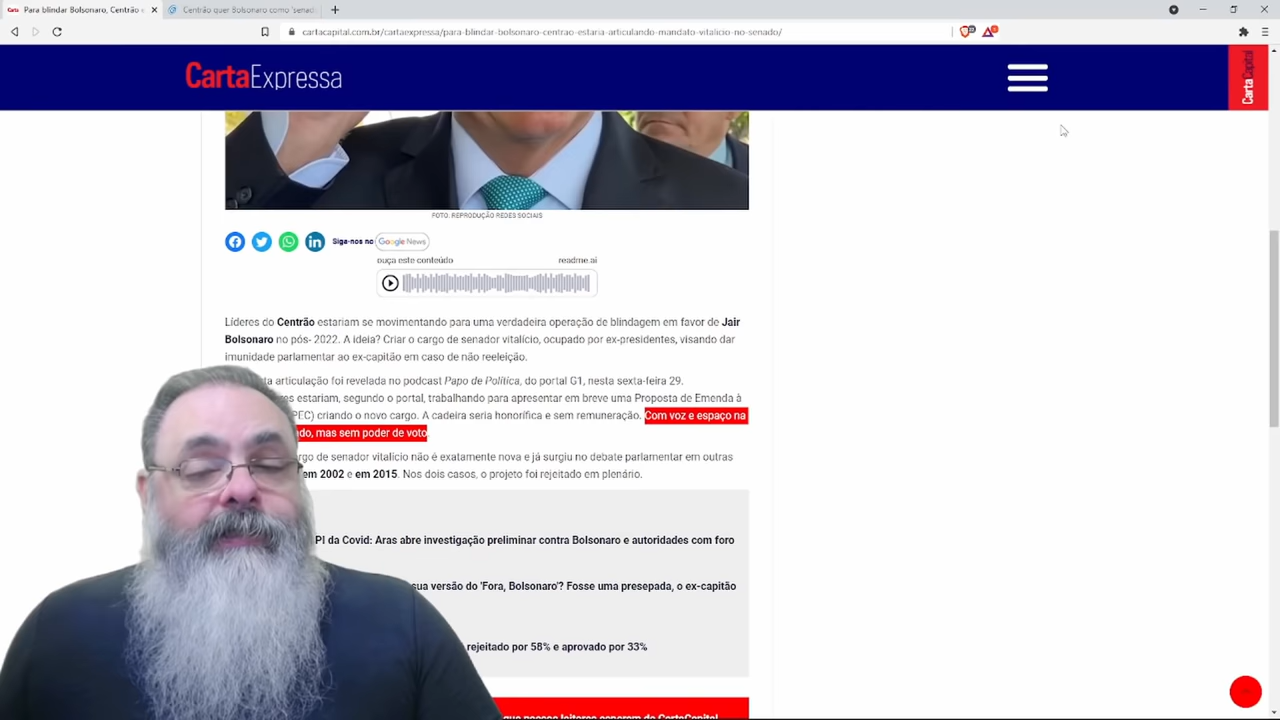 Carta Para blindar Bolsonaro, Centrão e
Centrão quer Bolsonaro como 'senad
cartacapital.com.br/cartaexpressa/para-blindar-bolsonaro-centrao-estaria-articulando-mandato-vitalicio-no-senado/
CartaExpressa
CartaCapital
FOTO: REPRODUÇÃO REDES SOCIAIS
Siga-nos no Google News
ouça este conteúdo readme.ai
Líderes do Centrão estariam se movimentando para uma verdadeira operação de blindagem em favor de Jair
Bolsonaro no pós- 2022. A ideia? Criar o cargo de senador vitalício, ocupado por ex-presidentes, visando dar
imunidade parlamentar ao ex-capitão em caso de não reeleição.
da articulação foi revelada no podcast Papo de Política, do portal G1, nesta sexta-feira 29.
estariam, segundo o portal, trabalhando para apresentar em breve uma Proposta de Emenda à
PEC) criando o novo cargo. A cadeira seria honorífica e sem remuneração. Com voz e espaço na
ndo, mas sem poder de voto
rgo de senador vitalício não é exatamente nova e já surgiu no debate parlamentar em outras
em 2002 e em 2015. Nos dois casos, o projeto foi rejeitado em plenário.
PI da Covid: Aras abre investigação preliminar contra Bolsonaro e autoridades com foro
sua versão do 'Fora, Bolsonaro'? Fosse uma presepada, o ex-capitão
rejeitado por 58% e aprovado por 33%
que nossos leitores esperam de CartaCapital